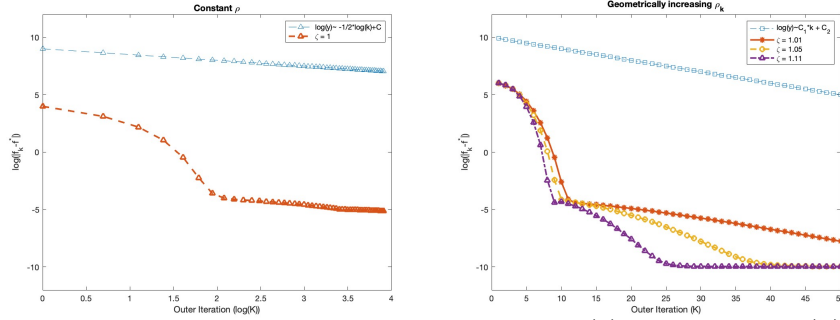 Constant ρ
log(y)~ -1/2*log(k)+C
ζ = 1
log(|f_k-f^*|)
10
5
0
-5
-10
0 0.5 1 1.5 2 2.5 3 3.5 4
Outer Iteration (log(K))
Geometrically increasing ρ_k
log(y)~C_1*k + C_2
ζ = 1.01
ζ = 1.05
ζ = 1.11
log(|f_k-f^*|)
10
5
0
-5
-10
0 5 10 15 20 25 30 35 40 45 50
Outer Iteration (K)